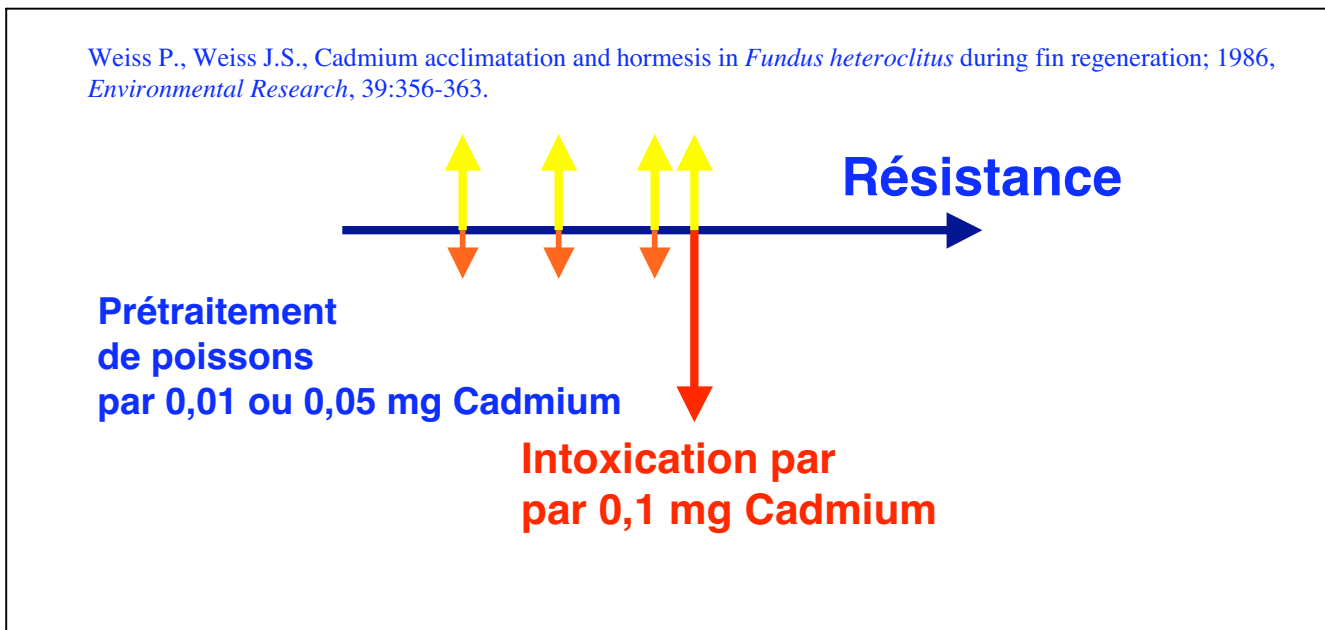 Weiss P., Weiss J.S., Cadmium acclimatation and hormesis in Fundus heteroclitus during fin regeneration; 1986,
Environmental Research, 39:356-363.
Résistance
Prétraitement
de poissons
par 0,01 ou 0,05 mg Cadmium
Intoxication par
par 0,1 mg Cadmium